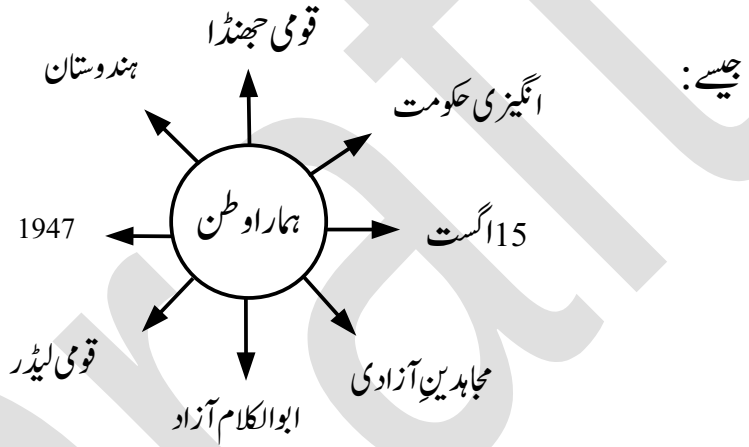 جیسے:
قومی جھنڈا
ہندوستان
انگیزی حکومت
ہمارا وطن
1947
15 اگست
قومی لیڈر
مجاہدینِ آزادی
ابوالکلام آزاد